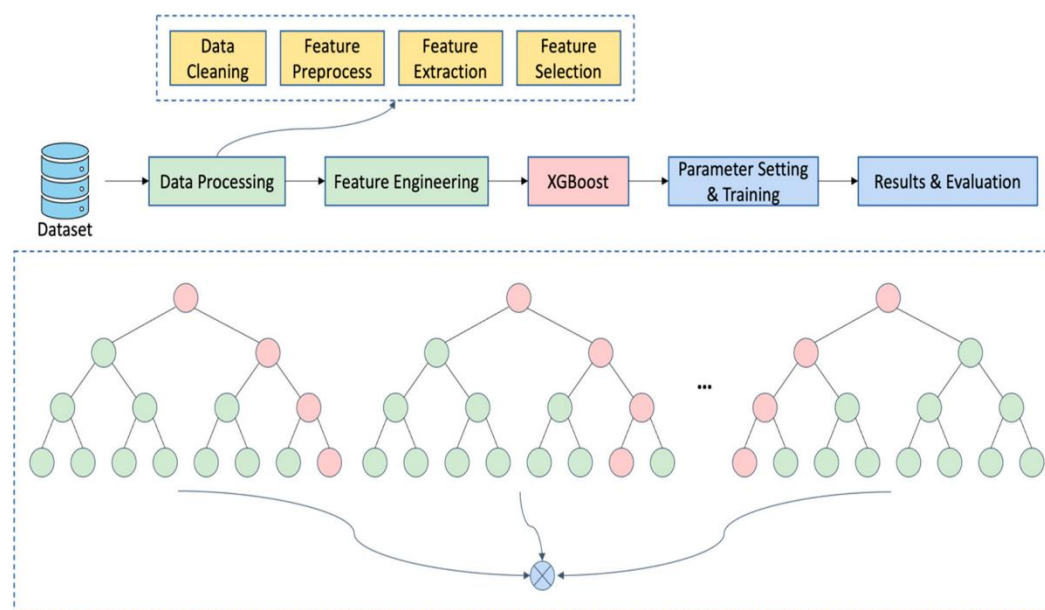 Data
Cleaning
Feature
Preprocess
Feature
Extraction
Feature
Selection
Data Processing
Feature Engineering
XGBoost
Parameter Setting
& Training
Results & Evaluation
Dataset
...